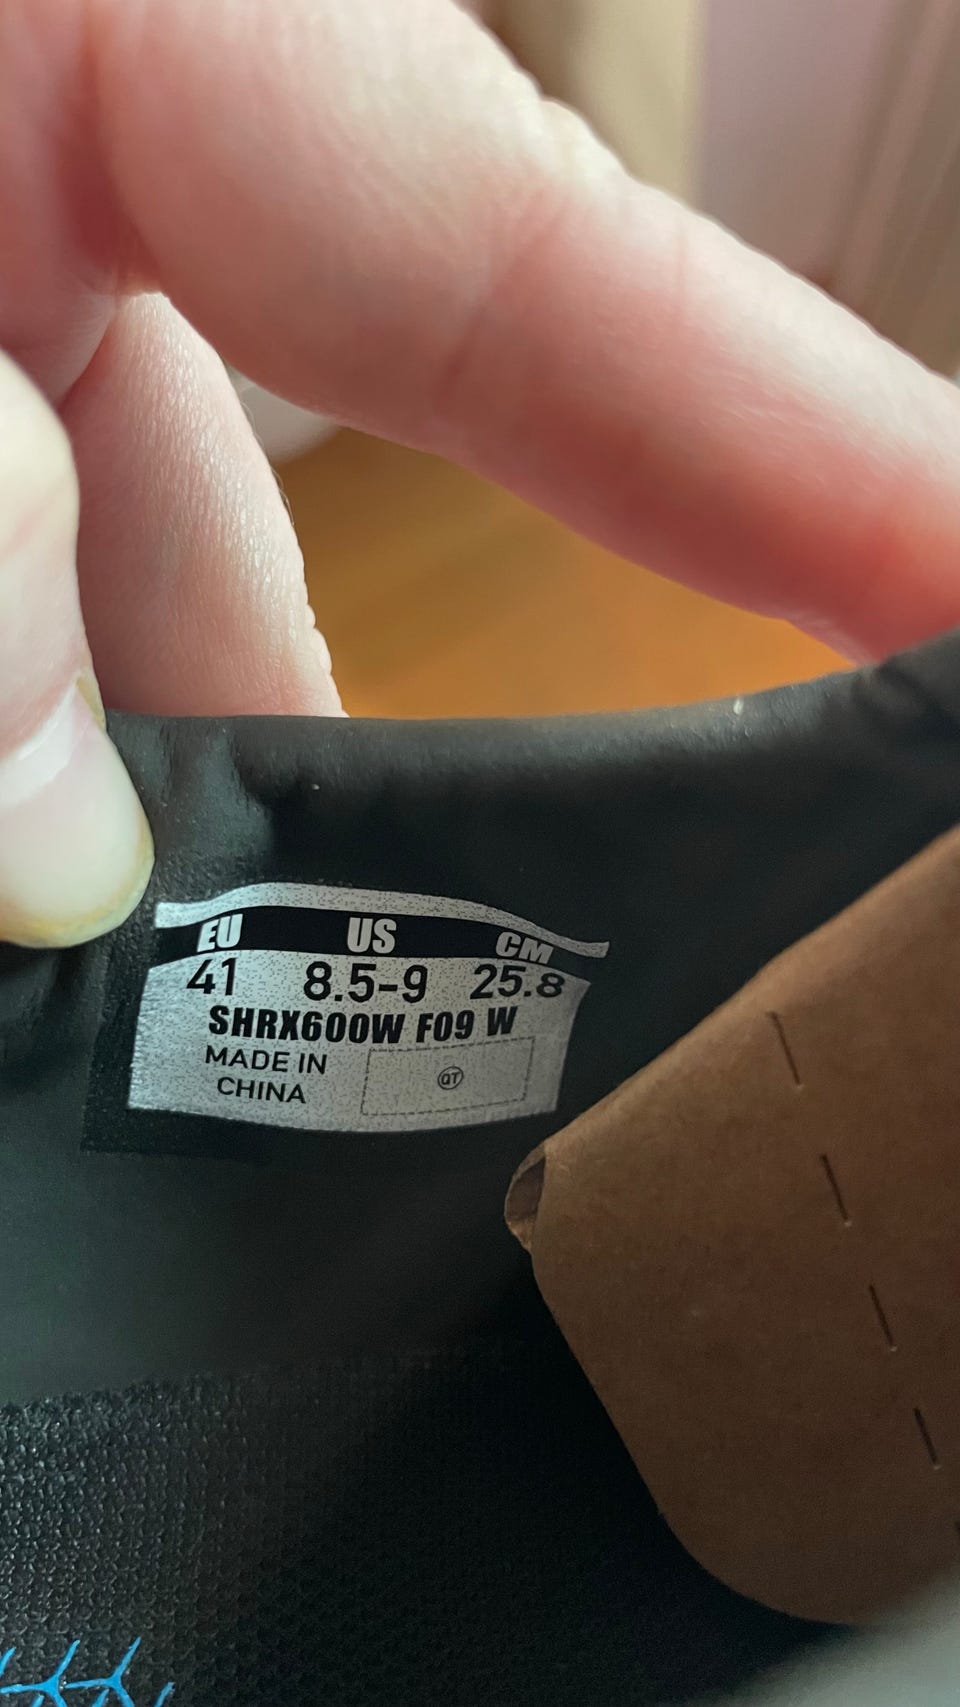 EU US CM
41 8.5-9 25.8
SHRX600W F09 W
MADE IN
CHINA
QT